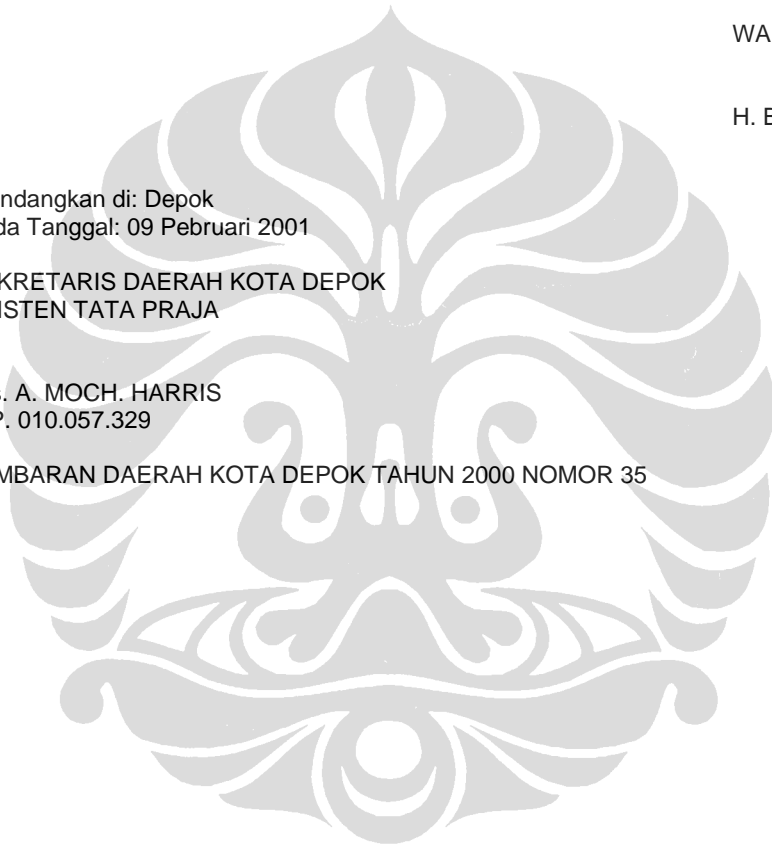 WA
H. B
ndangkan di: Depok
da Tanggal: 09 Pebruari 2001
KRETARIS DAERAH KOTA DEPOK
ISTEN TATA PRAJA
s. A. MOCH. HARRIS
P. 010.057.329
MBARAN DAERAH KOTA DEPOK TAHUN 2000 NOMOR 35